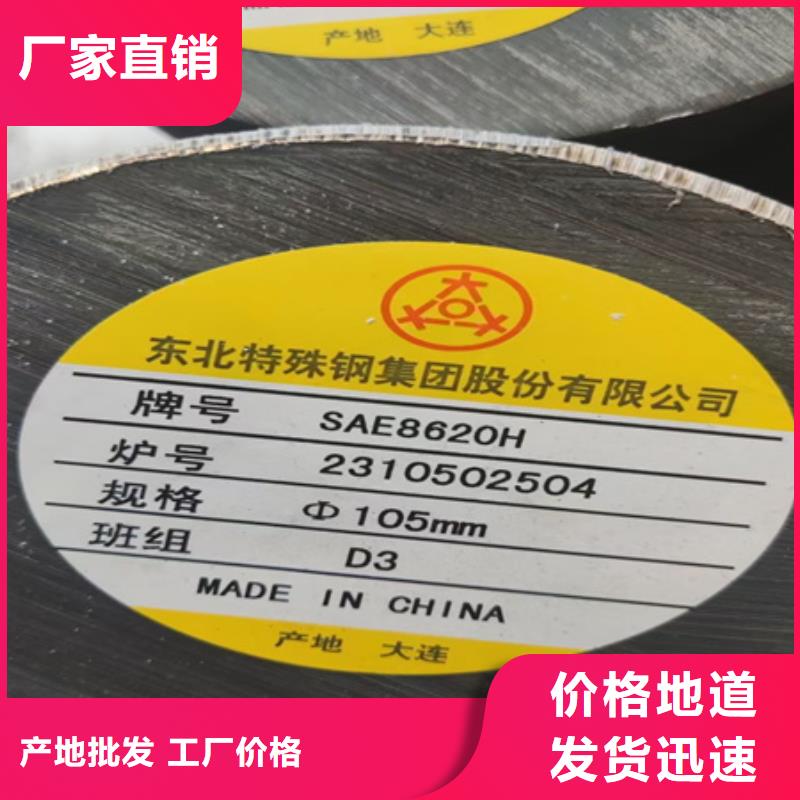 厂家直销
产地 大连
东北特殊钢集团股份有限公司
牌号 SAE8620H
炉号 2310502504
规格 Φ105mm
班组 D3
MADE IN CHINA
产地 大连
产地批发 工厂价格
价格地道
发货迅速